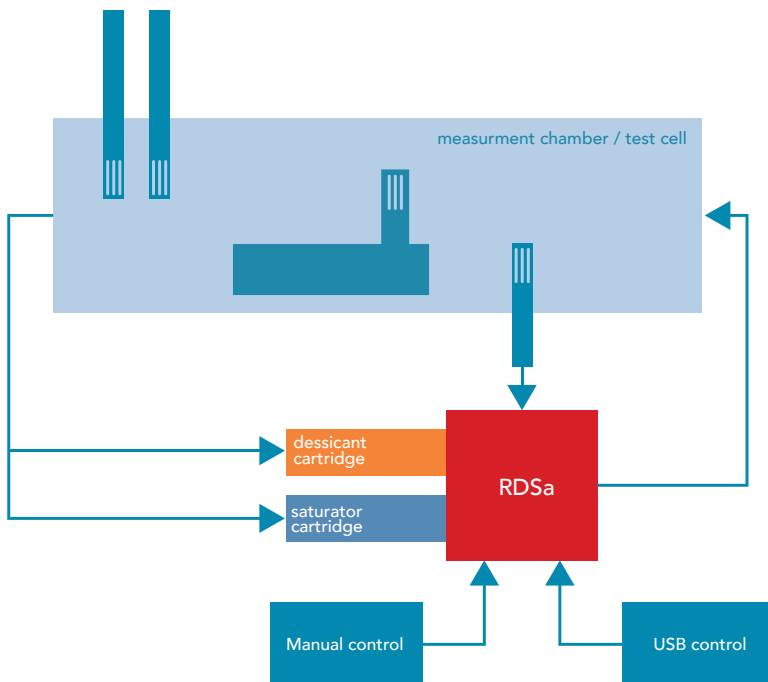 measurment chamber / test cell
dessicant
cartridge
RDSa
saturator
cartridge
Manual control
USB control